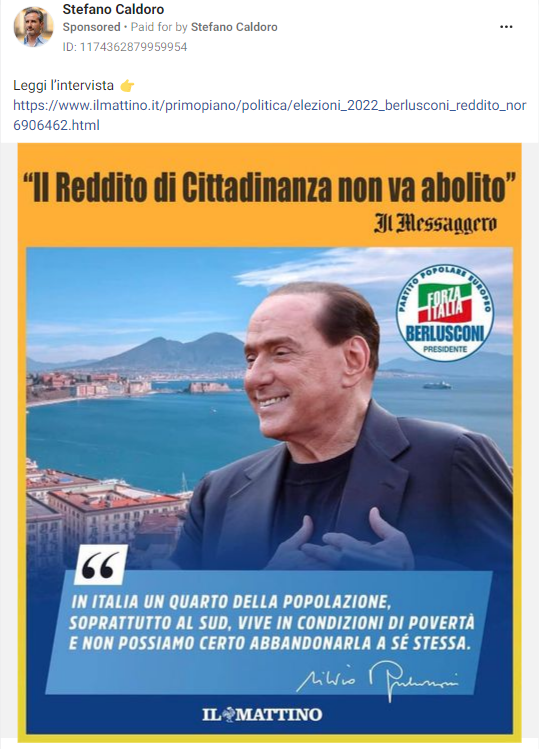 Stefano Caldoro
Sponsored • Paid for by Stefano Caldoro
ID: 1174362879959954
Leggi l'intervista 👉
https://www.ilmattino.it/primopiano/politica/elezioni_2022_berlusconi_reddito_nor
6906462.html
“Il Reddito di Cittadinanza non va abolito”
Il Messaggero
PARTITO POPOLARE EUROPEO
FORZA
ITALIA
BERLUSCONI
PRESIDENTE
“
IN ITALIA UN QUARTO DELLA POPOLAZIONE,
SOPRATTUTTO AL SUD, VIVE IN CONDIZIONI DI POVERTÀ
E NON POSSIAMO CERTO ABBANDONARLA A SÉ STESSA.
Silvio Berlusconi
IL MATTINO